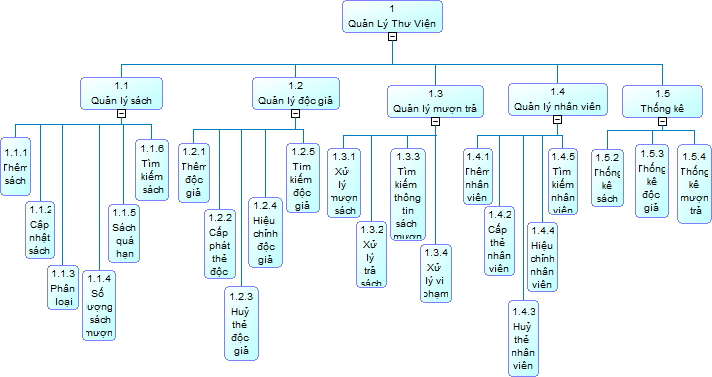 1
Quản Lý Thư Viện
1.1
Quản lý sách
1.2
Quản lý độc giả
1.3
Quản lý mượn trả
1.4
Quản lý nhân viên
1.5
Thống kê
1.1.1
Thêm
sách
1.1.2
Cập
nhật
sách
1.1.3
Phân
loại
1.1.4
Số
lượng
sách
mượn
1.1.5
Sách
quá
hạn
1.1.6
Tìm
kiếm
sách
1.2.1
Thêm
độc
giả
1.2.2
Cấp
phát
thẻ
độc
1.2.3
Huỷ
thẻ
độc
giả
1.2.4
Hiệu
chỉnh
độc
giả
1.2.5
Tìm
kiếm
độc
giả
1.3.1
Xử
lý
mượn
sách
1.3.2
Xử
lý
trả
sách
1.3.3
Tìm
kiếm
thông
tin
sách
mượn
1.3.4
Xử
lý vi
phạm
1.4.1
Thêm
nhân
viên
1.4.2
Cấp
thẻ
nhân
viên
1.4.3
Huỷ
thẻ
nhân
viên
1.4.4
Hiệu
chỉnh
nhân
viên
1.4.5
Tìm
kiếm
nhân
viên
1.5.2
Thống
kê
sách
1.5.3
Thống
kê
độc
giả
1.5.4
Thống
kê
mượn
trả